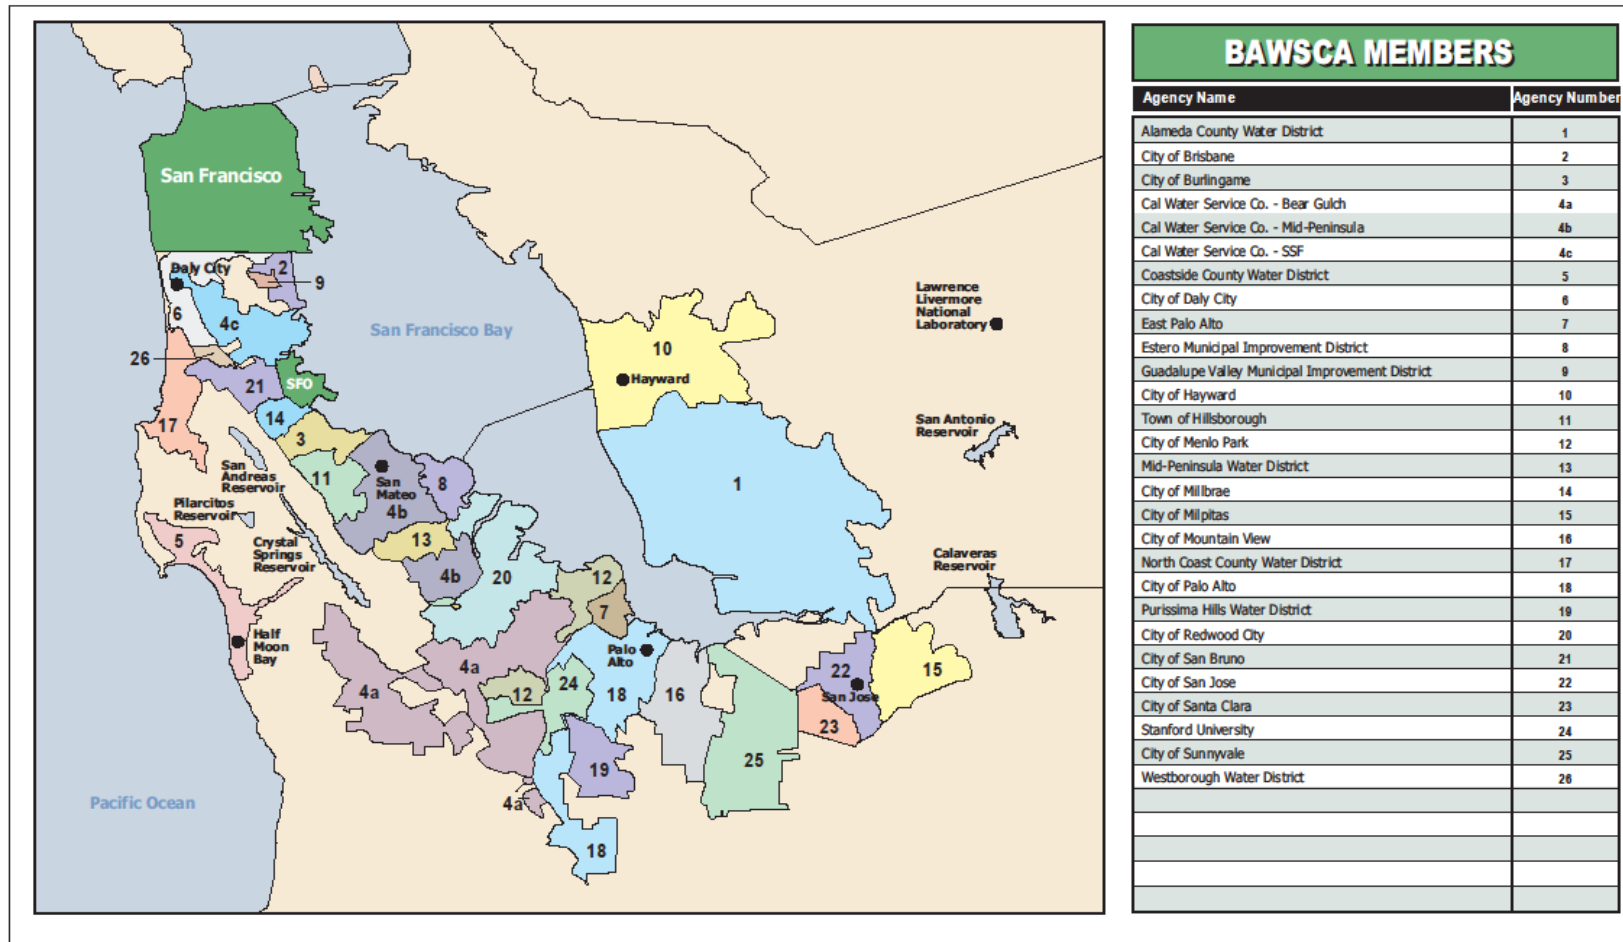 San Francisco
Daly City
2
9
6
4c
San Francisco Bay
26
21
SFO
17
14
3
San
Andreas
Reservoir
11
San
Mateo
4b
8
Pilarcitos
Reservoir
5
Crystal
Springs
Reservoir
13
4b
20
12
7
Half
Moon
Bay
Palo
Alto
4a
4a
12
24
18
16
22
San Jose
15
23
25
19
4a
18
Pacific Ocean
10
Hayward
1
Lawrence
Livermore
National
Laboratory
San Antonio
Reservoir
Calaveras
Reservoir
BAWSCA MEMBERS
Agency Name Agency Number
Alameda County Water District 1
City of Brisbane 2
City of Burlingame 3
Cal Water Service Co. - Bear Gulch 4a
Cal Water Service Co. - Mid-Peninsula 4b
Cal Water Service Co. - SSF 4c
Coastside County Water District 5
City of Daly City 6
East Palo Alto 7
Estero Municipal Improvement District 8
Guadalupe Valley Municipal Improvement District 9
City of Hayward 10
Town of Hillsborough 11
City of Menlo Park 12
Mid-Peninsula Water District 13
City of Millbrae 14
City of Milpitas 15
City of Mountain View 16
North Coast County Water District 17
City of Palo Alto 18
Purissima Hills Water District 19
City of Redwood City 20
City of San Bruno 21
City of San Jose 22
City of Santa Clara 23
Stanford University 24
City of Sunnyvale 25
Westborough Water District 26